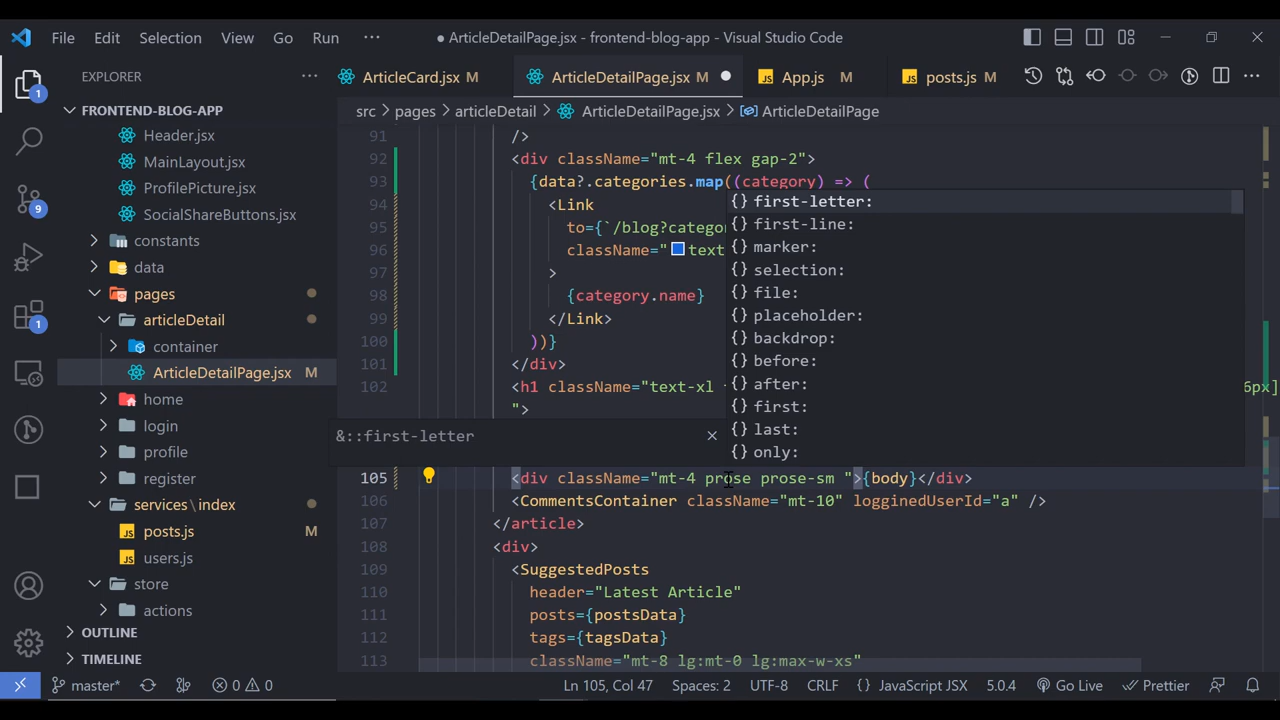 File Edit Selection View Go Run ··· ● ArticleDetailPage.jsx - frontend-blog-app - Visual Studio Code
EXPLORER ···
ArticleCard.jsx M ArticleDetailPage.jsx M ● App.js M posts.js M ···
FRONTEND-BLOG-APP
src > pages > articleDetail > ArticleDetailPage.jsx > ArticleDetailPage
Header.jsx
MainLayout.jsx
ProfilePicture.jsx
SocialShareButtons.jsx
constants
data
pages
articleDetail
container
ArticleDetailPage.jsx M
home
login
profile
register
services\index
posts.js M
users.js
store
actions
OUTLINE
TIMELINE
1
9
1
91 />
92 <div className="mt-4 flex gap-2">
93 {data?.categories.map((category) => (
94 <Link
95 to={`/blog?catego
96 className=" text
97 >
98 {category.name}
99 </Link>
100 ))}
101 </div>
102 <h1 className="text-xl 6px]
">
105 <div className="mt-4 prose prose-sm ">{body}</div>
106 <CommentsContainer className="mt-10" logginedUserId="a" />
107 </article>
108 <div>
109 <SuggestedPosts
110 header="Latest Article"
111 posts={postsData}
112 tags={tagsData}
113 className="mt-8 lg:mt-0 lg:max-w-xs"
{} first-letter:
{} first-line:
{} marker:
{} selection:
{} file:
{} placeholder:
{} backdrop:
{} before:
{} after:
{} first:
{} last:
{} only:
&::first-letter
master* 0 0 Ln 105, Col 47 Spaces: 2 UTF-8 CRLF {} JavaScript JSX 5.0.4 Go Live Prettier